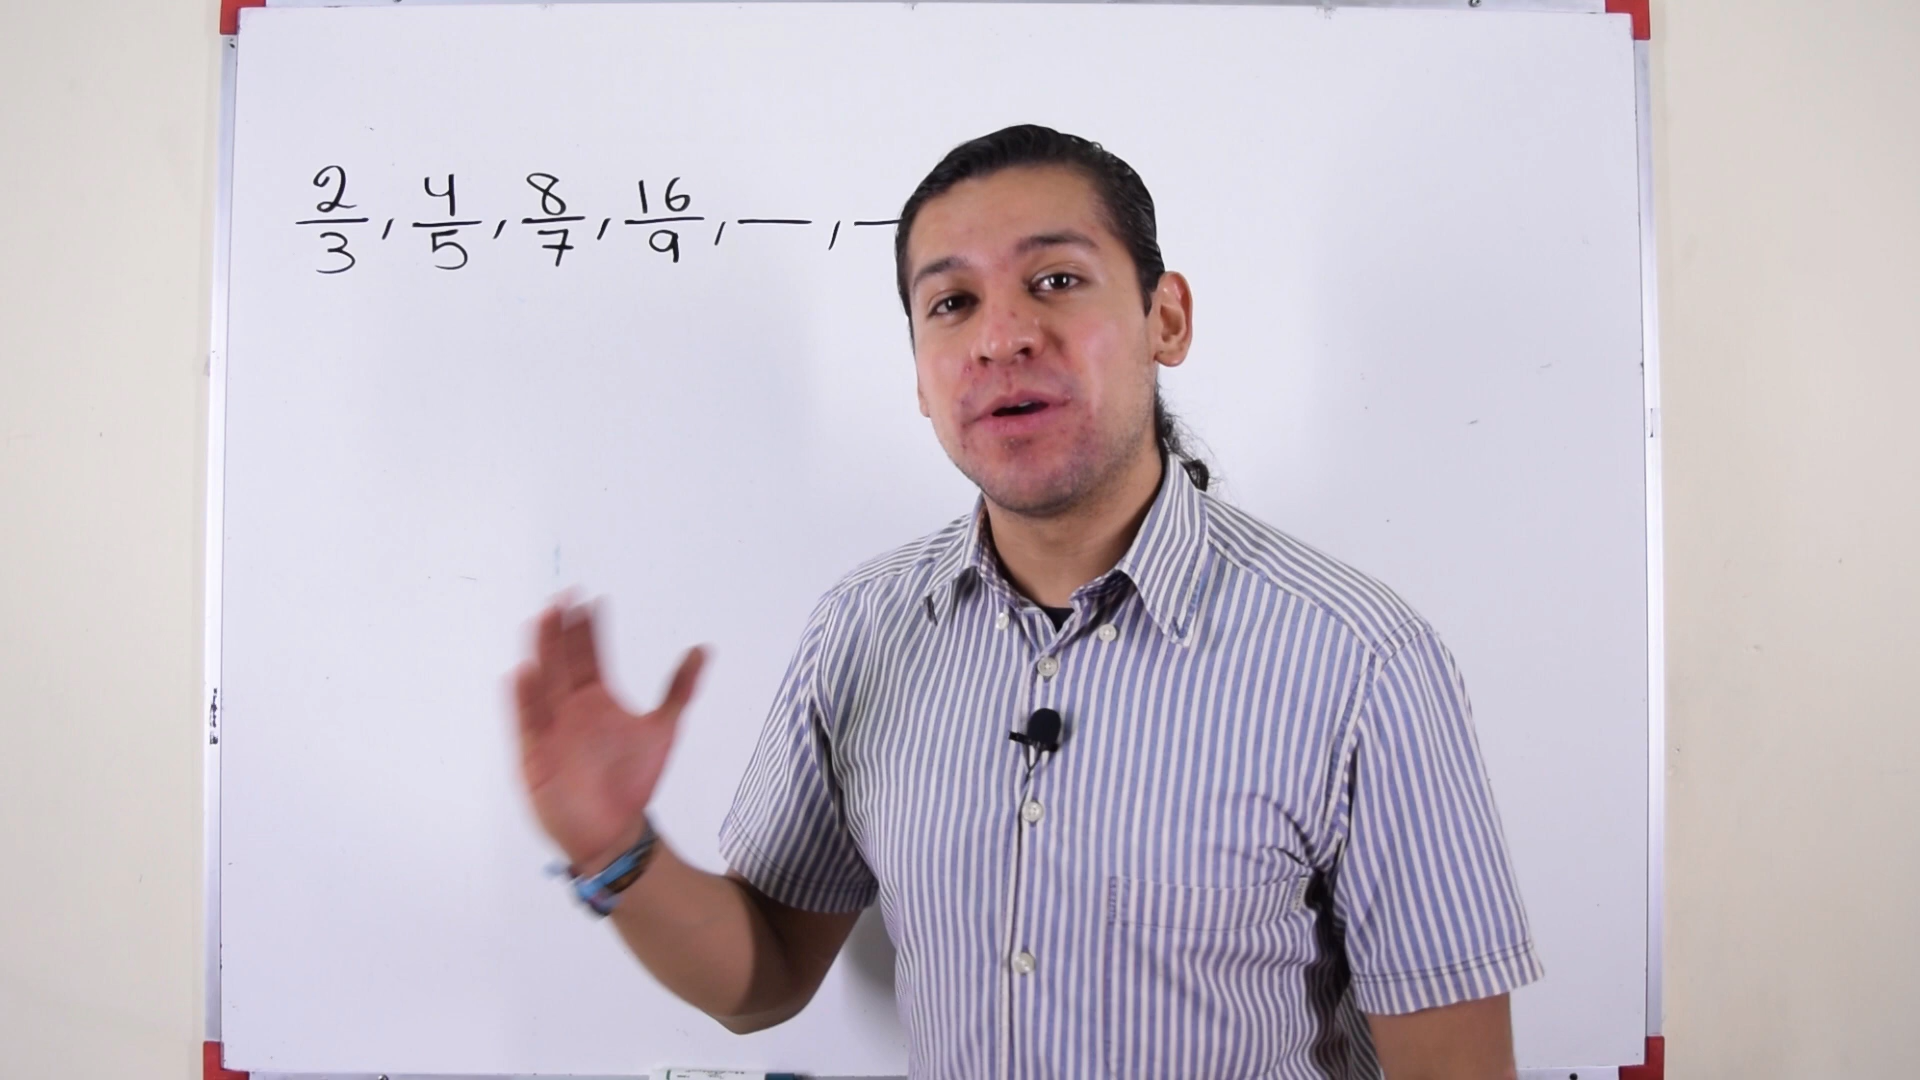 2/3, 4/5, 8/7, 16/9, —, —